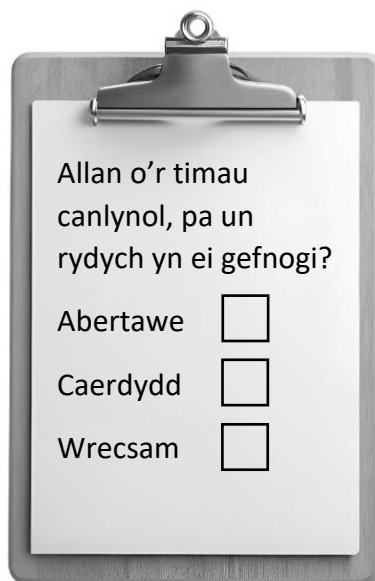 Allan o’r timau
canlynol, pa un
rydych yn ei gefnogi?
Abertawe
Caerdydd
Wrecsam